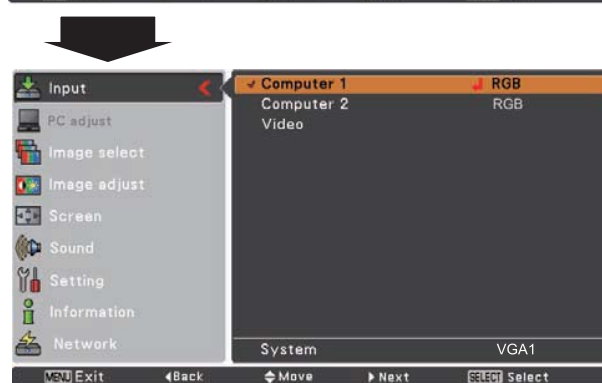 Input
PC adjust
Image select
Image adjust
Screen
Sound
Setting
Information
Network
Computer 1 RGB
Computer 2 RGB
Video
System VGA1
MENU Exit ◀Back Move ▶Next SELECT Select